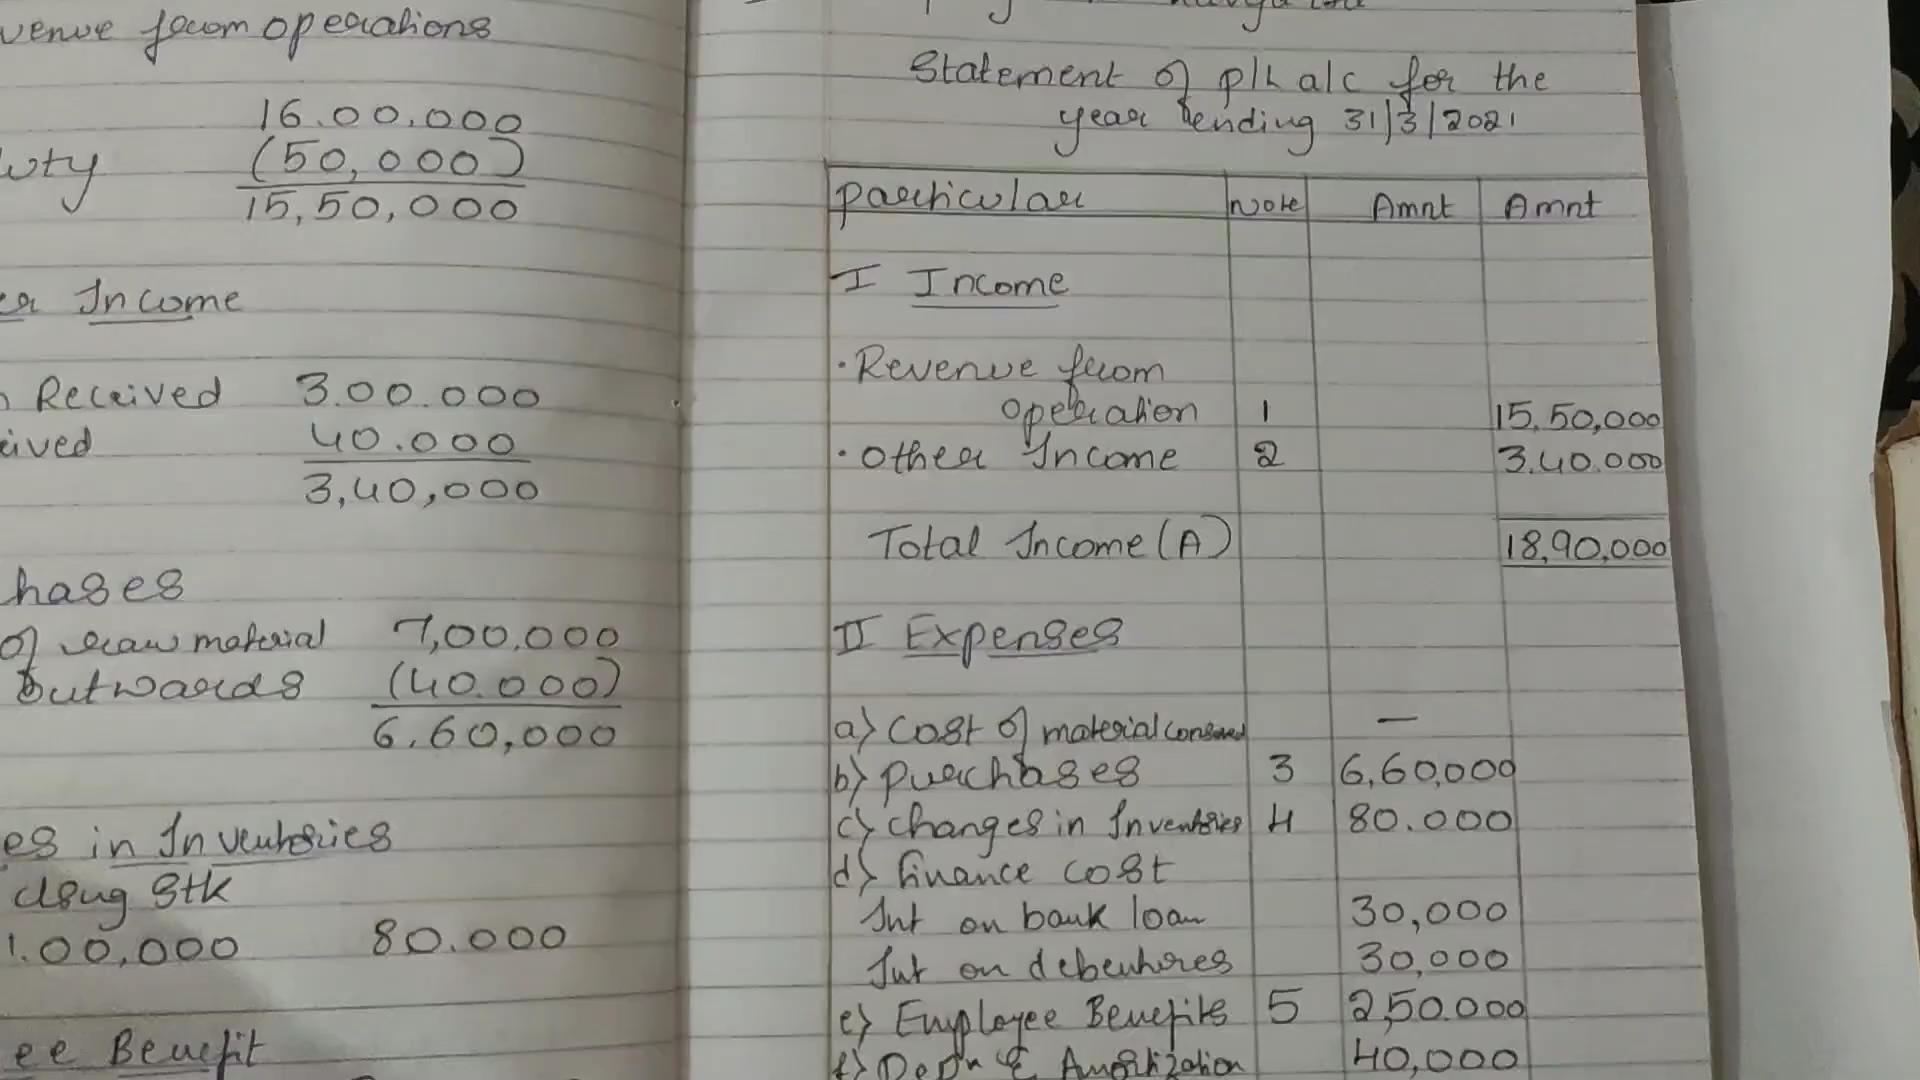 venue from operations
16.00.000
(50,000)
15,50,000
Income
Received 3.00.000
40.000
3,40,000
hases
of raw material 7,00,000
outwards (40.000)
6,60,000
es in Inventories
clsng stk
1.00,000 80.000
ee Benefit
Statement of P/L a/c for the
year ending 31/3/2021
particular Note Amnt Amnt
I Income
• Revenue from
operation 1 15,50,000
• Other Income 2 3.40.000
Total Income (A) 18,90,000
II Expenses
a) Cost of material consumed —
b) purchases 3 6,60,000
c) changes in Inventories 4 80.000
d) finance cost
Int on bank loan 30,000
Int on debentures 30,000
e) Employee Benefits 5 2,50.000
f) Depn & Amortization 40,000